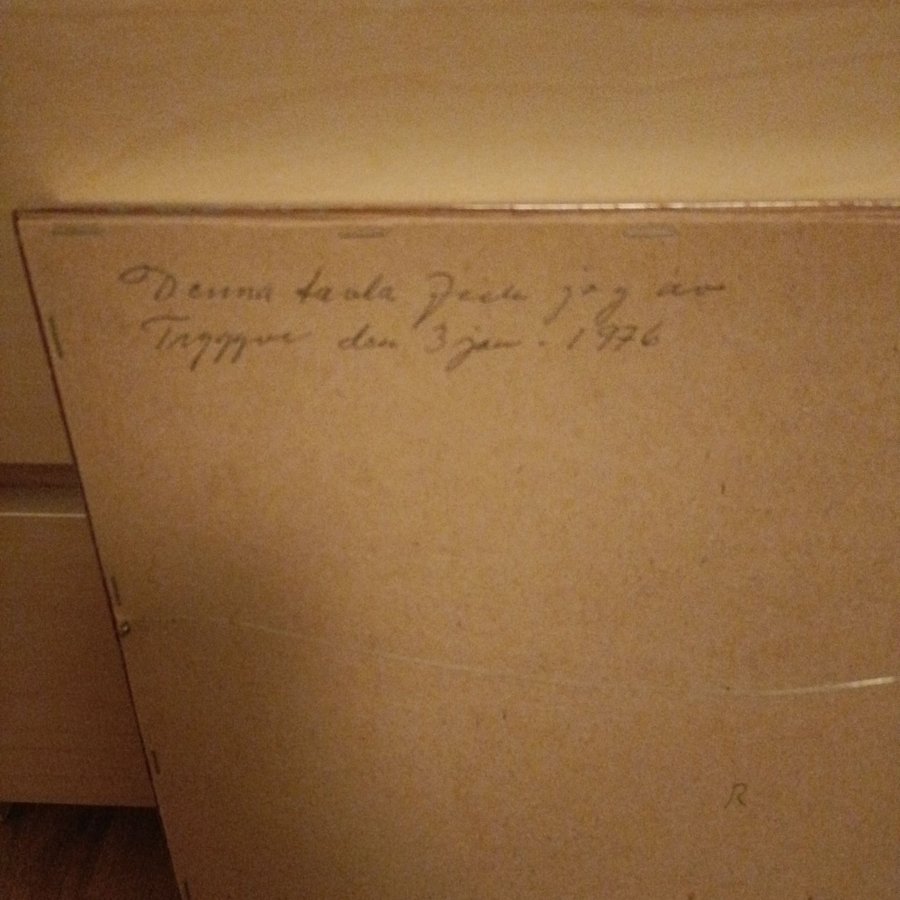 Denna tavla fick jag av
Tryggve den 3 jan. 1976
R